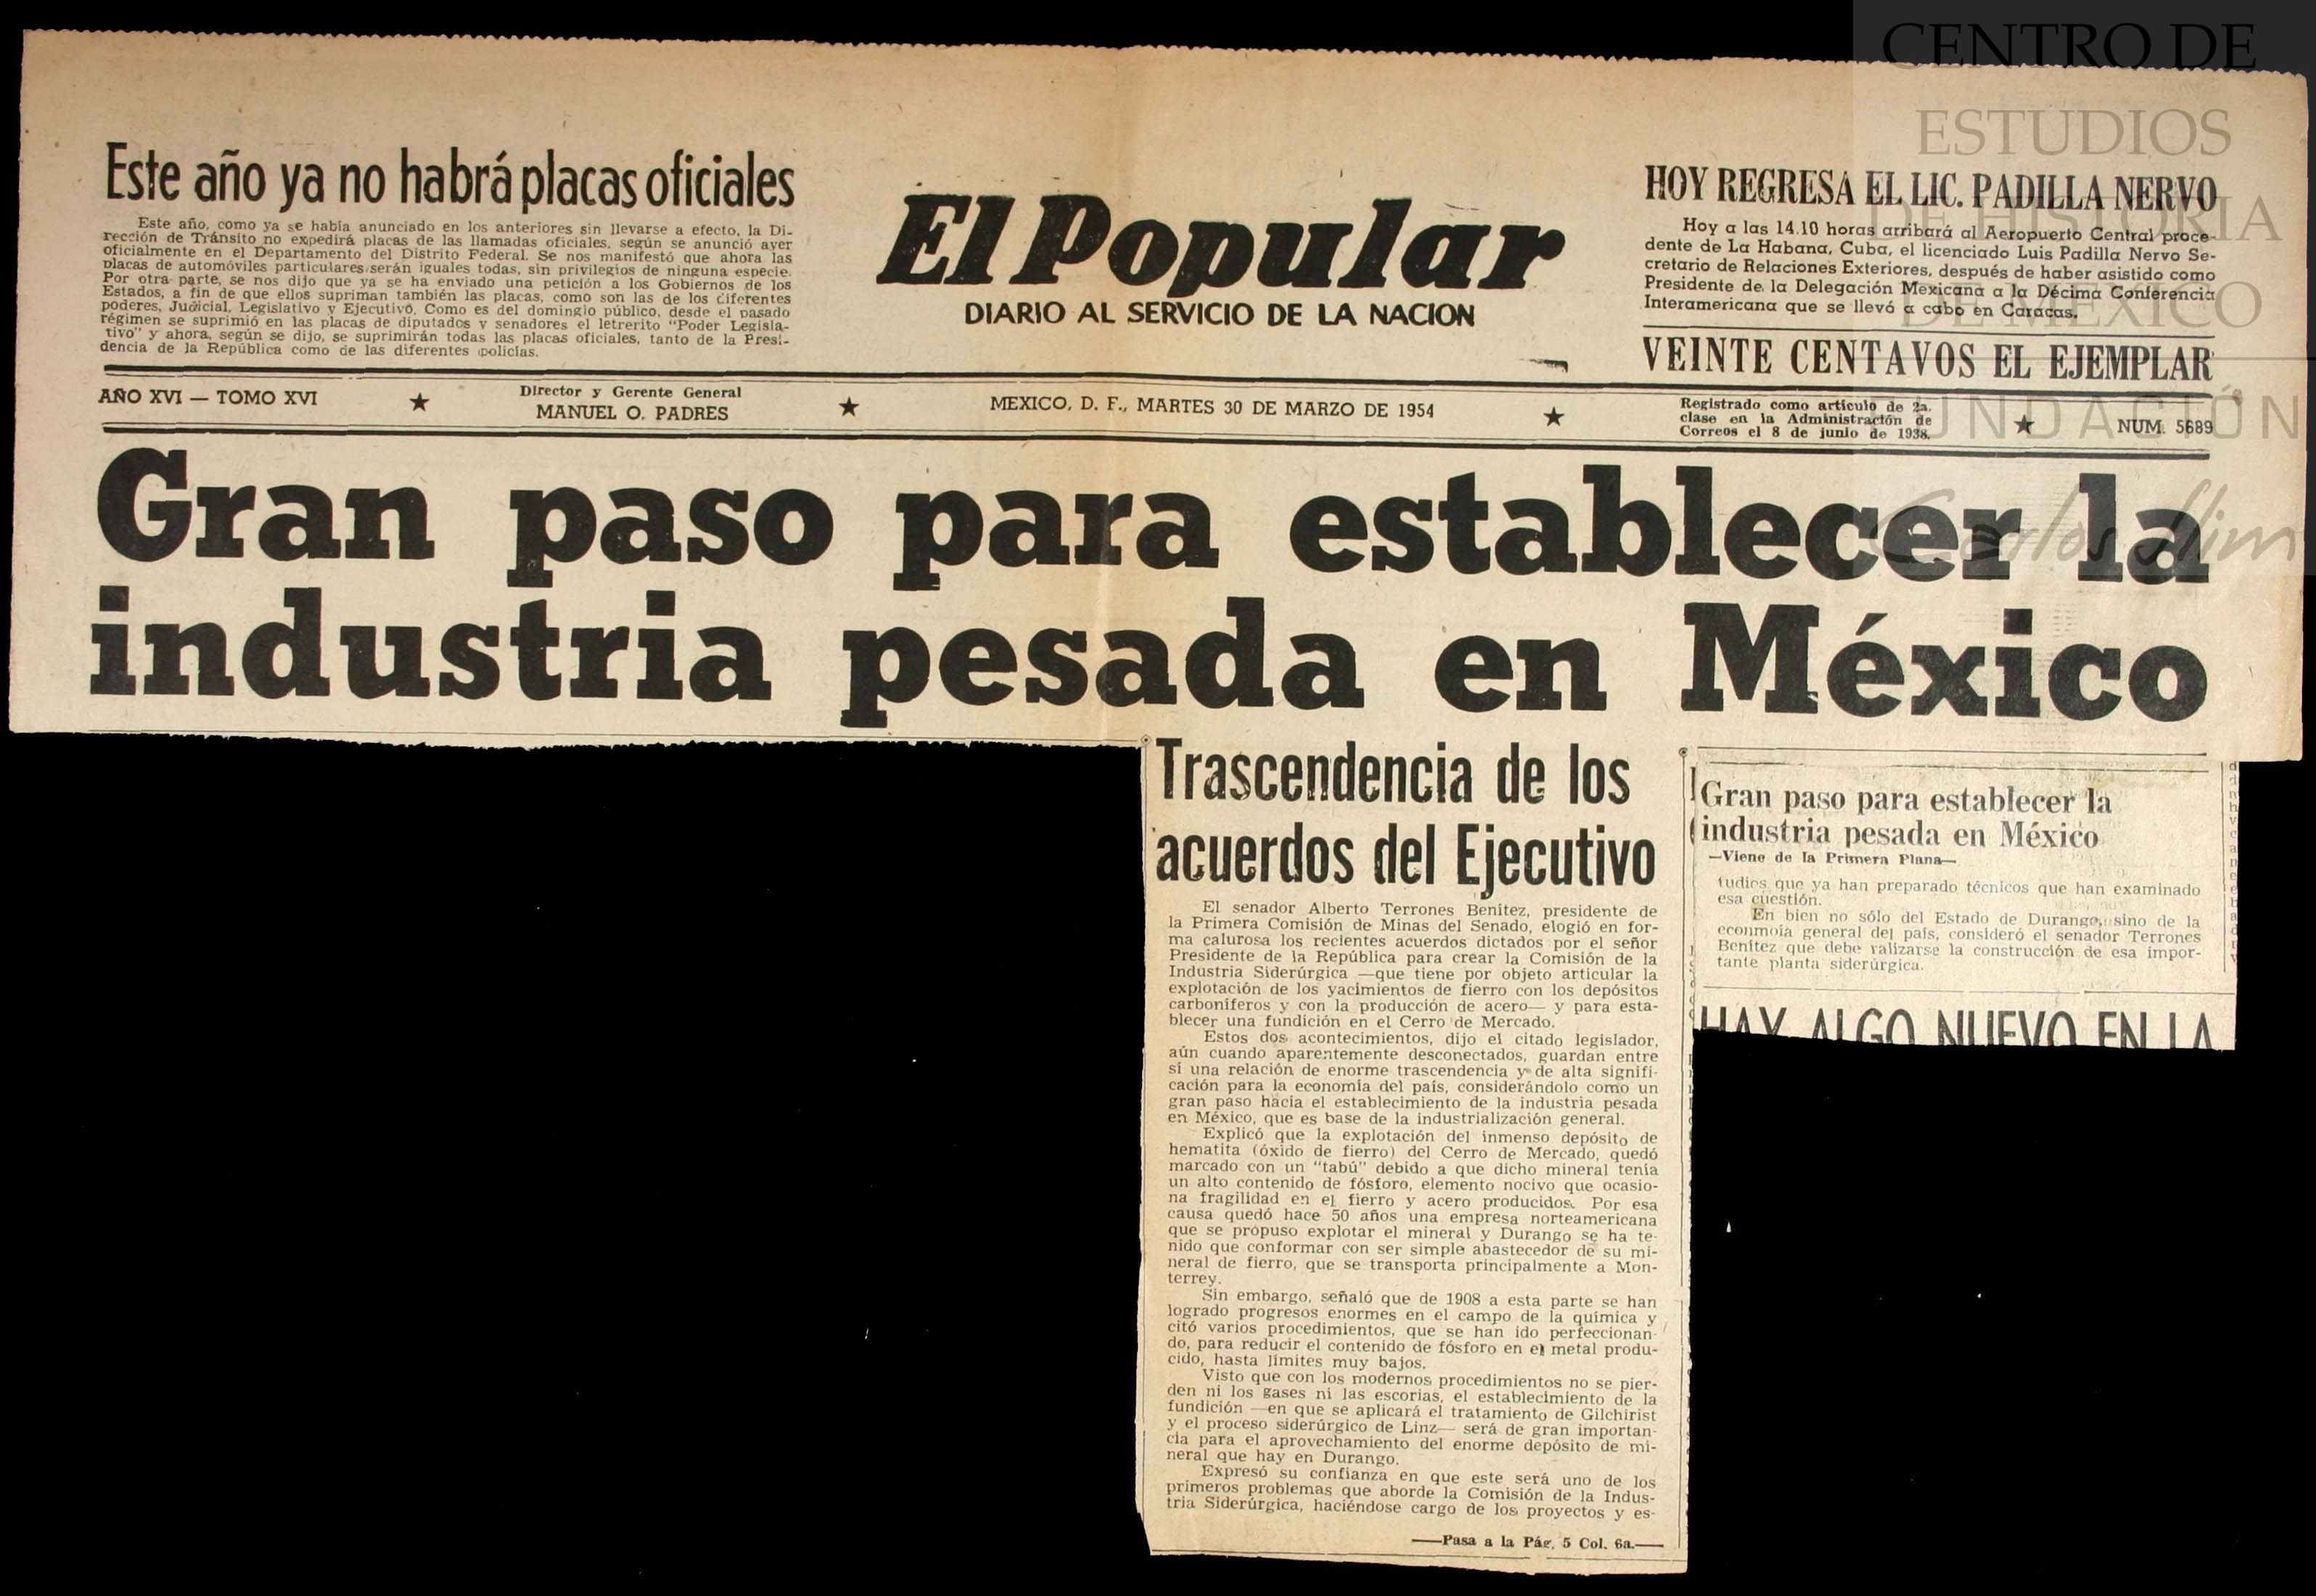 CENTRO DE
ESTUDIOS
DE HISTORIA
DE MEXICO
FUNDACIÓN
Carlos Slim
Este año ya no habrá placas oficiales
Este año, como ya se había anunciado en los anteriores sin llevarse a efecto, la Di-
rección de Tránsito no expedirá placas de las llamadas oficiales, según se anunció ayer
oficialmente en el Departamento del Distrito Federal. Se nos manifestó que ahora las
placas de automóviles particulares serán iguales todas, sin privilegios de ninguna especie.
Por otra parte, se nos dijo que ya se ha enviado una petición a los Gobiernos de los
Estados, a fin de que ellos supriman también las placas, como son las de los diferentes
poderes, Judicial, Legislativo y Ejecutivo. Como es del domingio público, desde el pasado
régimen se suprimió en las placas de diputados y senadores el letrerito "Poder Legisla-
tivo" y ahora, según se dijo, se suprimirán todas las placas oficiales, tanto de la Presi-
dencia de la República como de las diferentes policías.
El Popular
DIARIO AL SERVICIO DE LA NACION
HOY REGRESA EL LIC. PADILLA NERVO
Hoy a las 14.10 horas arribará al Aeropuerto Central proce-
dente de La Habana, Cuba, el licenciado Luis Padilla Nervo Se-
cretario de Relaciones Exteriores, después de haber asistido como
Presidente de la Delegación Mexicana a la Décima Conferencia
Interamericana que se llevó a cabo en Caracas.
VEINTE CENTAVOS EL EJEMPLAR
AÑO XVI — TOMO XVI
★
Director y Gerente General
MANUEL O. PADRES
★
MEXICO, D. F., MARTES 30 DE MARZO DE 1954
★
Registrado como artículo de 2a.
clase en la Administración de
Correos el 8 de junio de 1938.
★
NUM. 5689
Gran paso para establecer la
industria pesada en México
Trascendencia de los
acuerdos del Ejecutivo
El senador Alberto Terrones Benítez, presidente de
la Primera Comisión de Minas del Senado, elogió en for-
ma calurosa los recientes acuerdos dictados por el señor
Presidente de la República para crear la Comisión de la
Industria Siderúrgica —que tiene por objeto articular la
explotación de los yacimientos de fierro con los depósitos
carboníferos y con la producción de acero— y para esta-
blecer una fundición en el Cerro de Mercado.
Estos dos acontecimientos, dijo el citado legislador,
aún cuando aparentemente desconectados, guardan entre
sí una relación de enorme trascendencia y de alta signifi-
cación para la economía del país, considerándolo como un
gran paso hacia el establecimiento de la industria pesada
en México, que es base de la industrialización general.
Explicó que la explotación del inmenso depósito de
hematita (óxido de fierro) del Cerro de Mercado, quedó
marcado con un "tabú" debido a que dicho mineral tenía
un alto contenido de fósforo, elemento nocivo que ocasio-
na fragilidad en el fierro y acero producidos. Por esa
causa quedó hace 50 años una empresa norteamericana
que se propuso explotar el mineral y Durango se ha te-
nido que conformar con ser simple abastecedor de su mi-
neral de fierro, que se transporta principalmente a Mon-
terrey.
Sin embargo, señaló que de 1908 a esta parte se han
logrado progresos enormes en el campo de la química y
citó varios procedimientos, que se han ido perfeccionan-
do, para reducir el contenido de fósforo en el metal produ-
cido, hasta límites muy bajos.
Visto que con los modernos procedimientos no se pier-
den ni los gases ni las escorias, el establecimiento de la
fundición —en que se aplicará el tratamiento de Gilchirist
y el proceso siderúrgico de Linz— será de gran importan-
cia para el aprovechamiento del enorme depósito de mi-
neral que hay en Durango.
Expresó su confianza en que este será uno de los
primeros problemas que aborde la Comisión de la Indus-
tria Siderúrgica, haciéndose cargo de los proyectos y es-
—Pasa a la Pág. 5 Col. 6a.—
Gran paso para establecer la
industria pesada en México
—Viene de la Primera Plana—
tudios que ya han preparado técnicos que han examinado
esa cuestión.
En bien no sólo del Estado de Durango, sino de la
econmoía general del país, consideró el senador Terrones
Benítez que debe ralizarse la construcción de esa impor-
tante planta siderúrgica.
HAY ALGO NUEVO EN LA